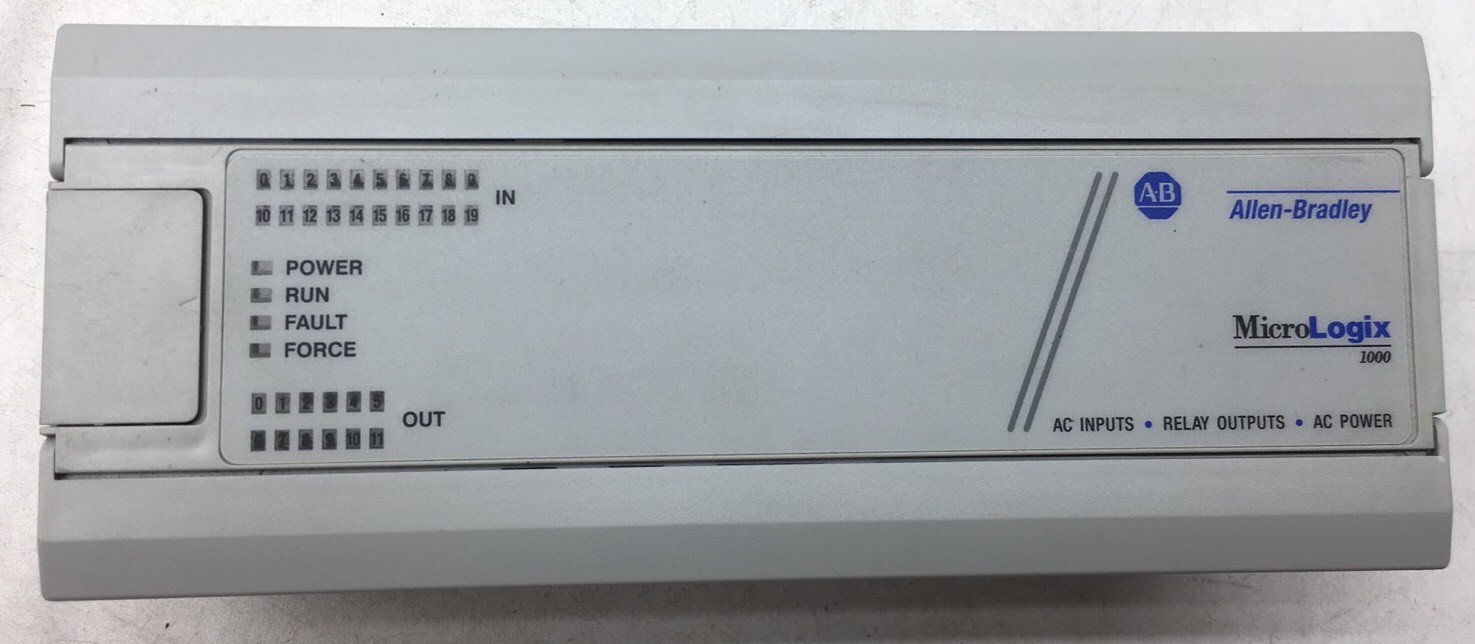 0 1 2 3 4 5 6 7 8 9
10 11 12 13 14 15 16 17 18 19
IN
POWER
RUN
FAULT
FORCE
0 1 2 3 4 5
6 7 8 9 10 11
OUT
A·B
Allen-Bradley
MicroLogix
1000
AC INPUTS • RELAY OUTPUTS • AC POWER